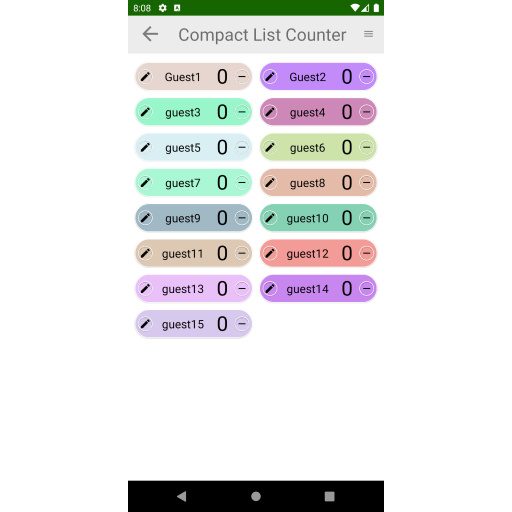 8:08
Compact List Counter
Guest1 0
Guest2 0
guest3 0
guest4 0
guest5 0
guest6 0
guest7 0
guest8 0
guest9 0
guest10 0
guest11 0
guest12 0
guest13 0
guest14 0
guest15 0